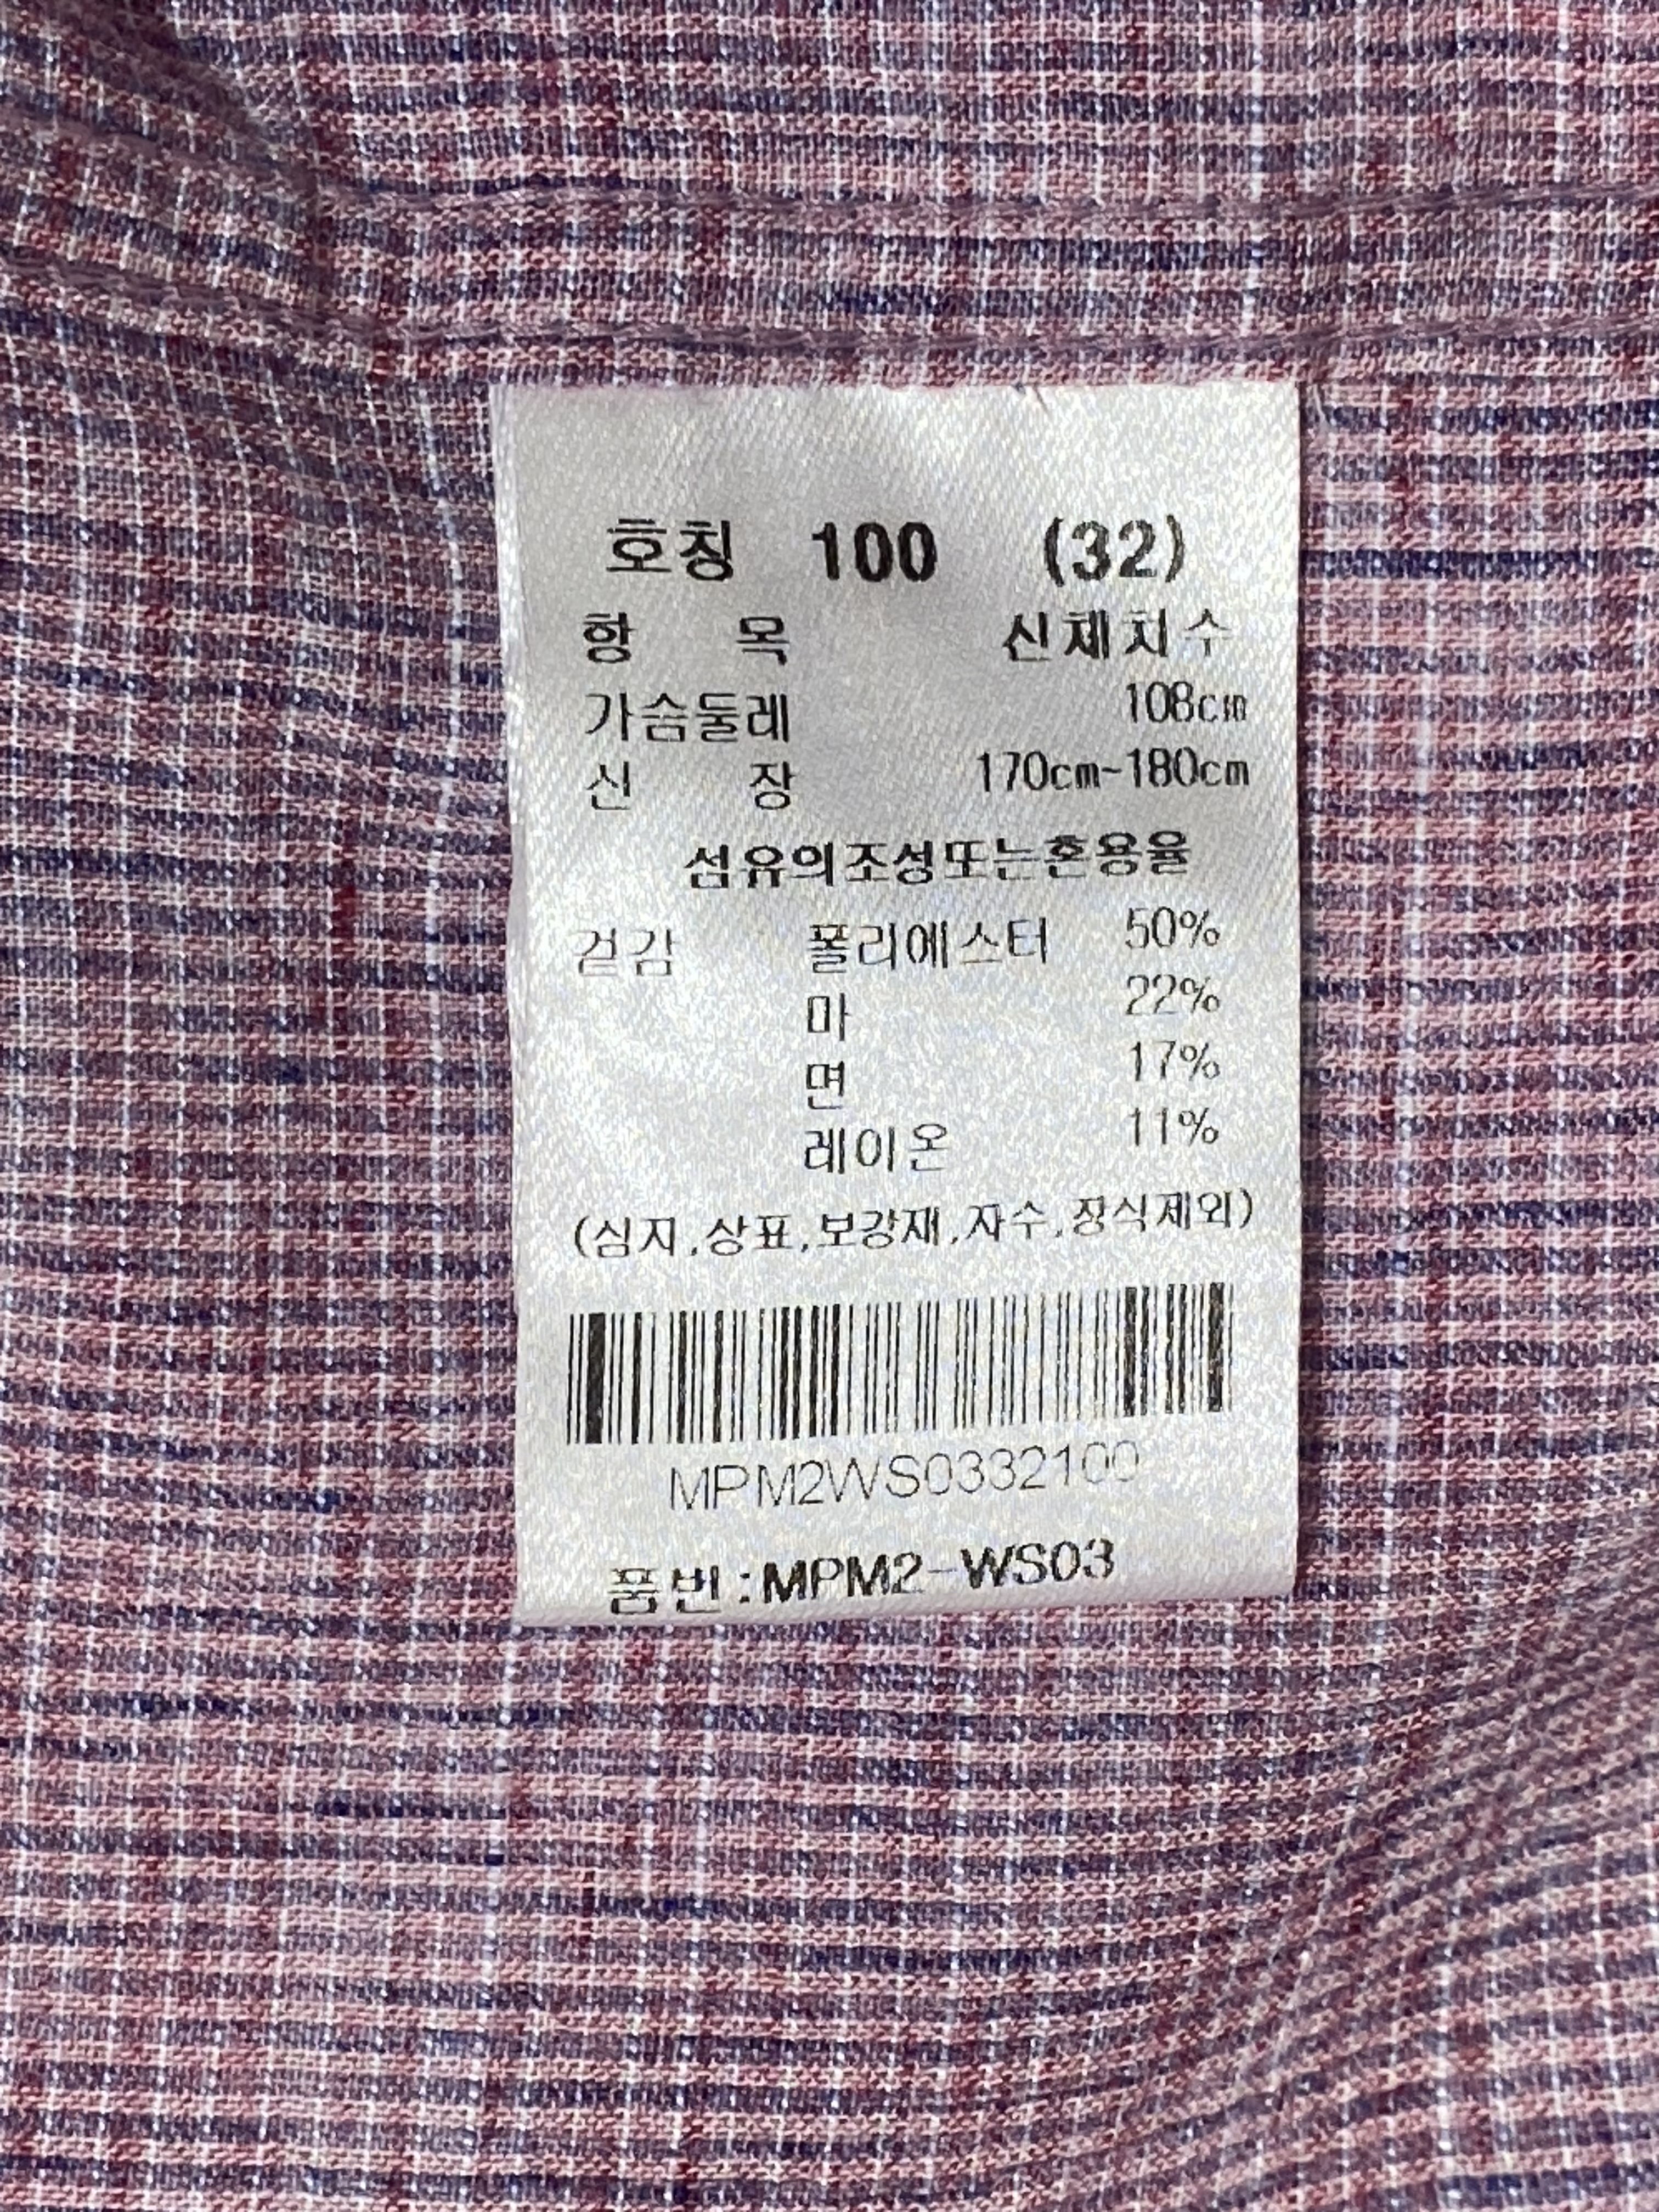 호칭 100 (32)
항 목 신체치수
가슴둘레 108cm
신 장 170cm~180cm
섬유의조성또는혼용율
겉감 폴리에스터 50%
마 22%
면 17%
레이온 11%
(심지,상표,보강재,자수,장식제외)
MPM2WS0332100
품번:MPM2-WS03